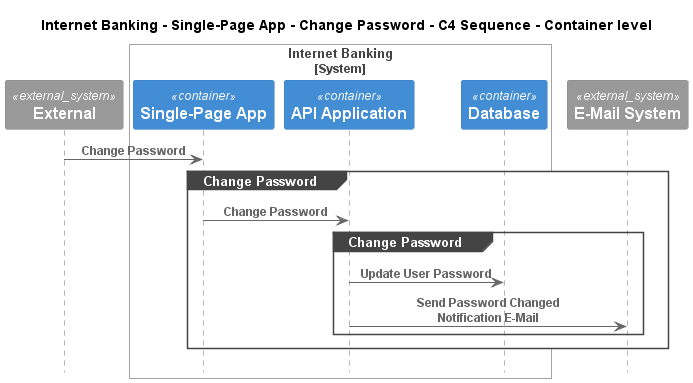 Internet Banking - Single-Page App - Change Password - C4 Sequence - Container level
Internet Banking
[System]
«external_system»
External
«container»
Single-Page App
«container»
API Application
«container»
Database
«external_system»
E-Mail System
Change Password
Change Password
Change Password
Change Password
Update User Password
Send Password Changed
Notification E-Mail